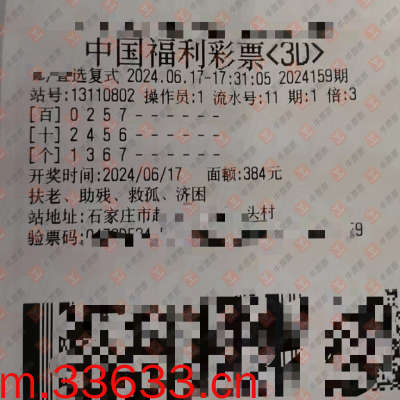 中国福利彩票<3D>
选复式 2024.06.17-17:31:05 2024159期
站号:13110802 操作员:1 流水号:11 期:1 倍:3
[百] 0 2 5 7 - - - - - -
[十] 2 4 5 6 - - - - - -
[个] 1 3 6 7 - - - - - -
开奖时间:2024/06/17 面额:384元
扶老、助残、救孤、济困
站地址:石家庄市赵 头村
验票码:
m.33633.cn